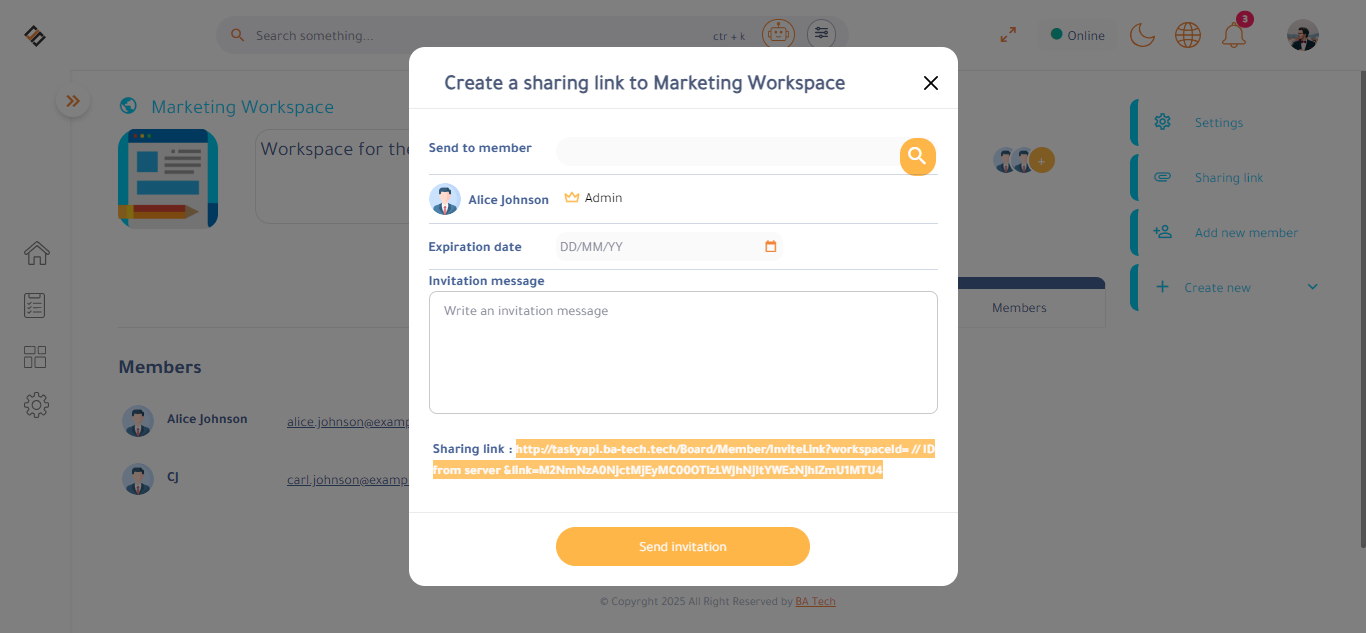 Search something...
ctr + k
Online
3
Create a sharing link to Marketing Workspace
Marketing Workspace
Workspace for the
Send to member
Alice Johnson
Admin
Expiration date
DD/MM/YY
Invitation message
Write an invitation message
Settings
Sharing link
Add new member
Create new
Members
Members
Alice Johnson
alice.johnson@examp
CJ
carl.johnson@examp
Sharing link : http://taskyapi.ba-tech.tech/Board/Member/InviteLink?workspaceId= // ID
from server &link=M2NmNzA0NjctMjEyMC00OTIzLWJhNjItYWExNjhlZmU1MTU4
Send invitation
© Copyrgt 2025 All Right Reserved by BA Tech